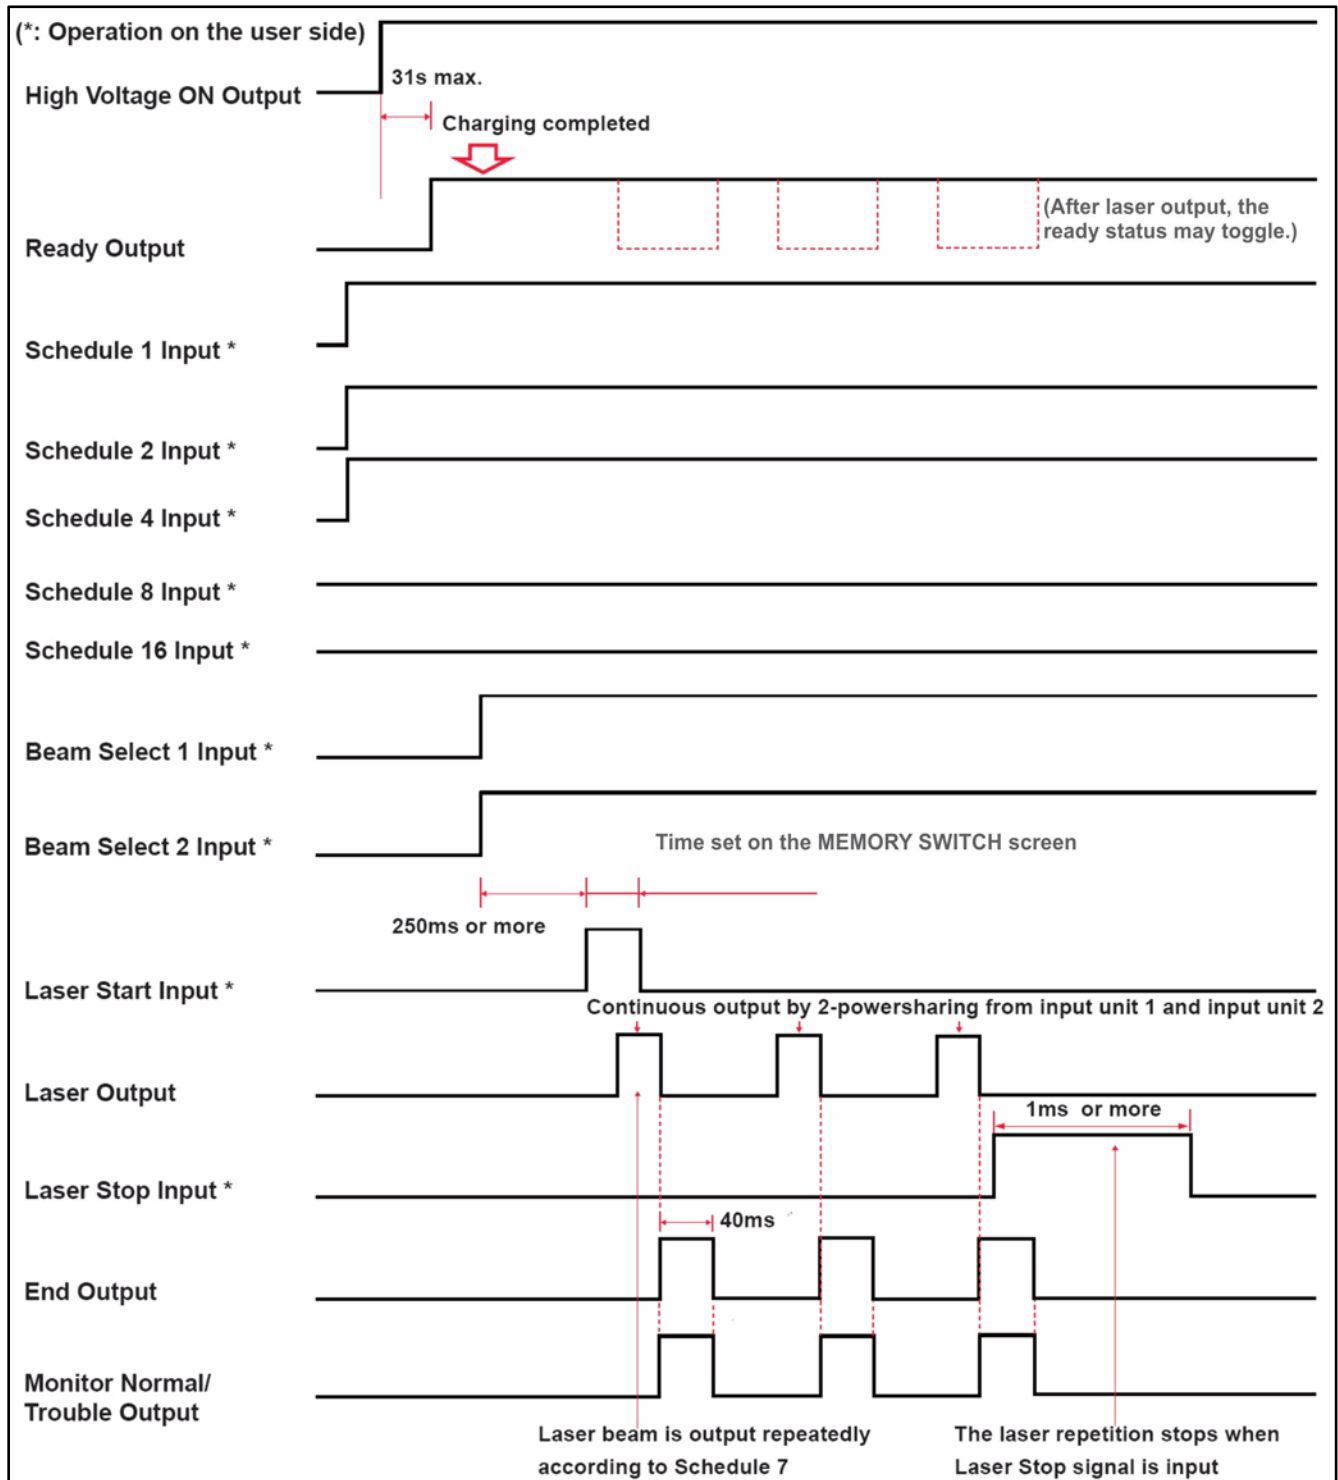 (*: Operation on the user side)
High Voltage ON Output
31s max.
Charging completed
Ready Output
(After laser output, the
ready status may toggle.)
Schedule 1 Input *
Schedule 2 Input *
Schedule 4 Input *
Schedule 8 Input *
Schedule 16 Input *
Beam Select 1 Input *
Beam Select 2 Input *
Time set on the MEMORY SWITCH screen
250ms or more
Laser Start Input *
Continuous output by 2-powersharing from input unit 1 and input unit 2
Laser Output
1ms or more
Laser Stop Input *
40ms
End Output
Monitor Normal/
Trouble Output
Laser beam is output repeatedly
according to Schedule 7
The laser repetition stops when
Laser Stop signal is input